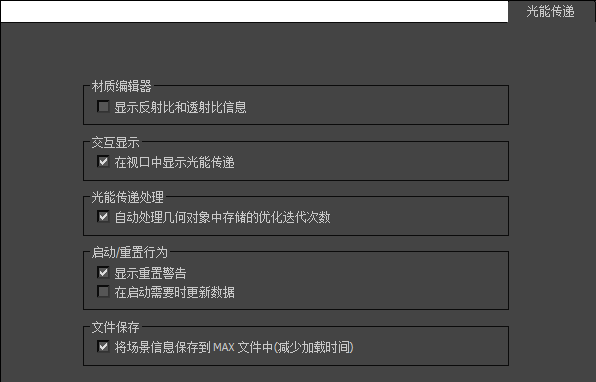 光能传递
材质编辑器
显示反射比和透射比信息
交互显示
在视口中显示光能传递
光能传递处理
自动处理几何对象中存储的优化迭代次数
启动/重置行为
显示重置警告
在启动需要时更新数据
文件保存
将场景信息保存到 MAX 文件中(减少加载时间)